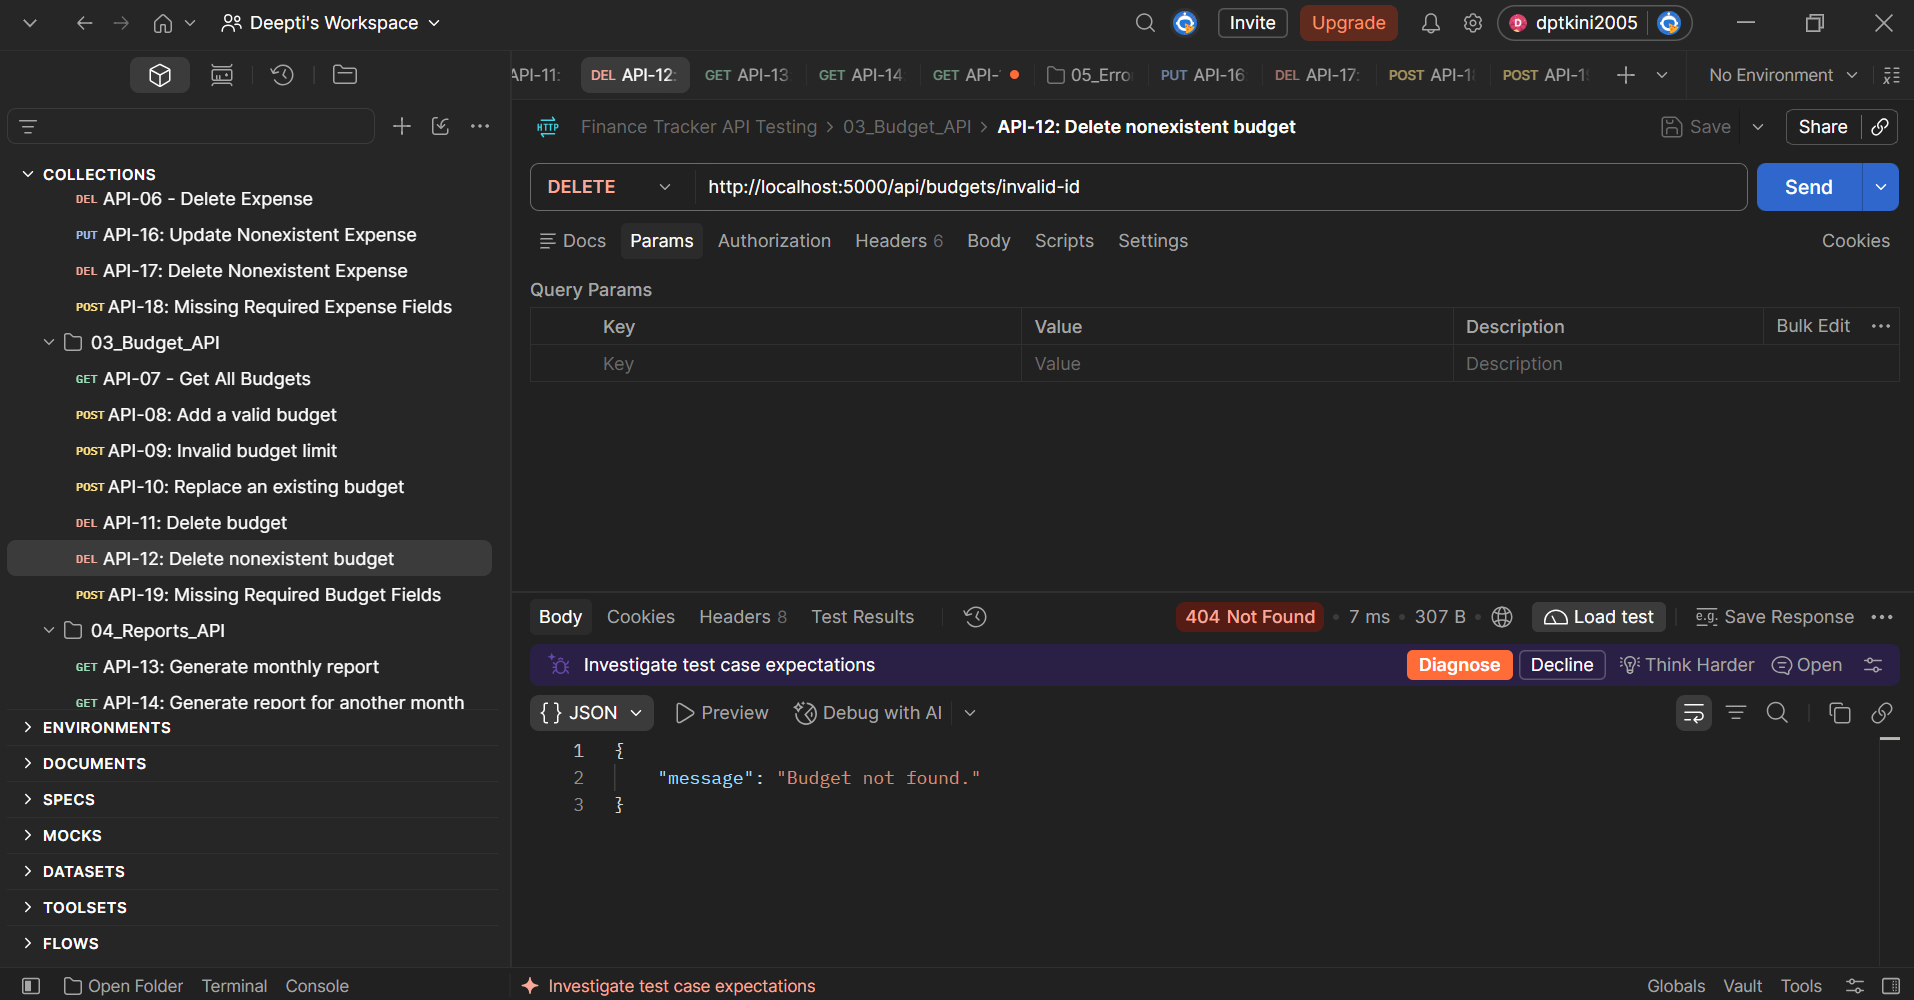 Deepti's Workspace
Invite
Upgrade
dptkini2005
API-11:
DEL API-12:
GET API-13
GET API-14
GET API-
05_Erro
PUT API-16
DEL API-17:
POST API-18
POST API-19
No Environment
HTTP Finance Tracker API Testing > 03_Budget_API > API-12: Delete nonexistent budget
Save
Share
COLLECTIONS
DEL API-06 - Delete Expense
PUT API-16: Update Nonexistent Expense
DEL API-17: Delete Nonexistent Expense
POST API-18: Missing Required Expense Fields
03_Budget_API
GET API-07 - Get All Budgets
POST API-08: Add a valid budget
POST API-09: Invalid budget limit
POST API-10: Replace an existing budget
DEL API-11: Delete budget
DEL API-12: Delete nonexistent budget
POST API-19: Missing Required Budget Fields
04_Reports_API
GET API-13: Generate monthly report
GET API-14: Generate report for another month
ENVIRONMENTS
DOCUMENTS
SPECS
MOCKS
DATASETS
TOOLSETS
FLOWS
DELETE http://localhost:5000/api/budgets/invalid-id
Send
Docs Params Authorization Headers 6 Body Scripts Settings Cookies
Query Params
Key Value Description Bulk Edit
Key Value Description
Body Cookies Headers 8 Test Results 404 Not Found • 7 ms • 307 B Load test e.g. Save Response
Investigate test case expectations Diagnose Decline Think Harder Open
{} JSON Preview Debug with AI
1 {
2 "message": "Budget not found."
3 }
Open Folder Terminal Console Investigate test case expectations Globals Vault Tools